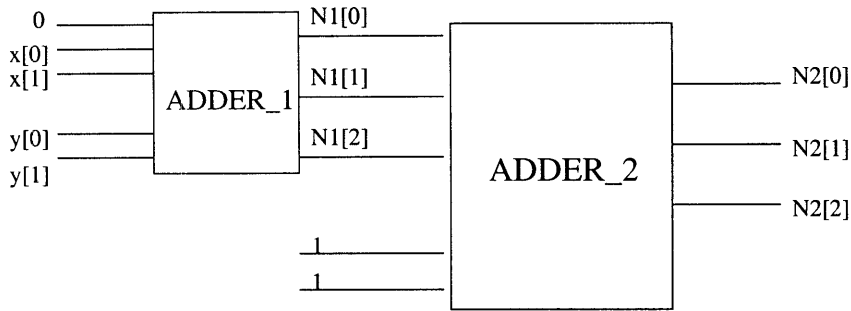 0
x[0]
x[1]
y[0]
y[1]
ADDER_1
N1[0]
N1[1]
N1[2]
1
1
ADDER_2
N2[0]
N2[1]
N2[2]